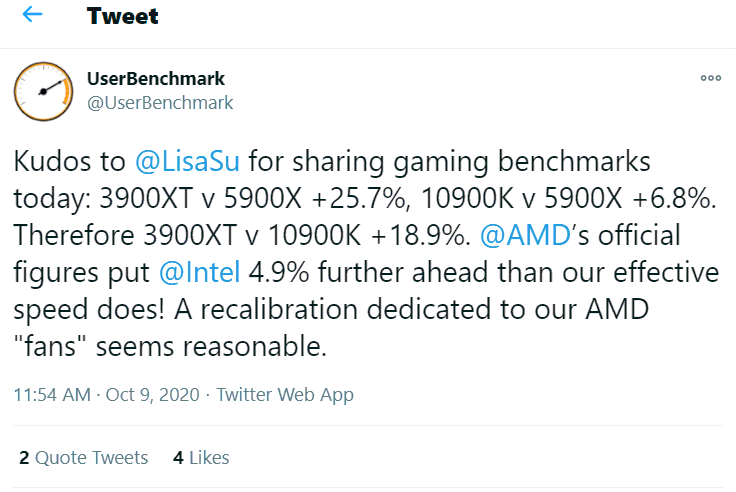 Tweet
UserBenchmark
@UserBenchmark
Kudos to @LisaSu for sharing gaming benchmarks
today: 3900XT v 5900X +25.7%, 10900K v 5900X +6.8%.
Therefore 3900XT v 10900K +18.9%. @AMD's official
figures put @Intel 4.9% further ahead than our effective
speed does! A recalibration dedicated to our AMD
"fans" seems reasonable.
11:54 AM · Oct 9, 2020 · Twitter Web App
2 Quote Tweets 4 Likes